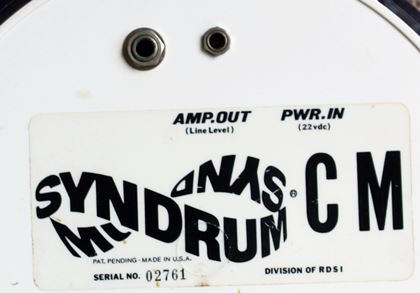 AMP.OUT PWR.IN
(Line Level) (22vdc)
SYNDRUM SYNDRUM® CM
PAT. PENDING - MADE IN U.S.A.
SERIAL NO. 02761 DIVISION OF RDSI